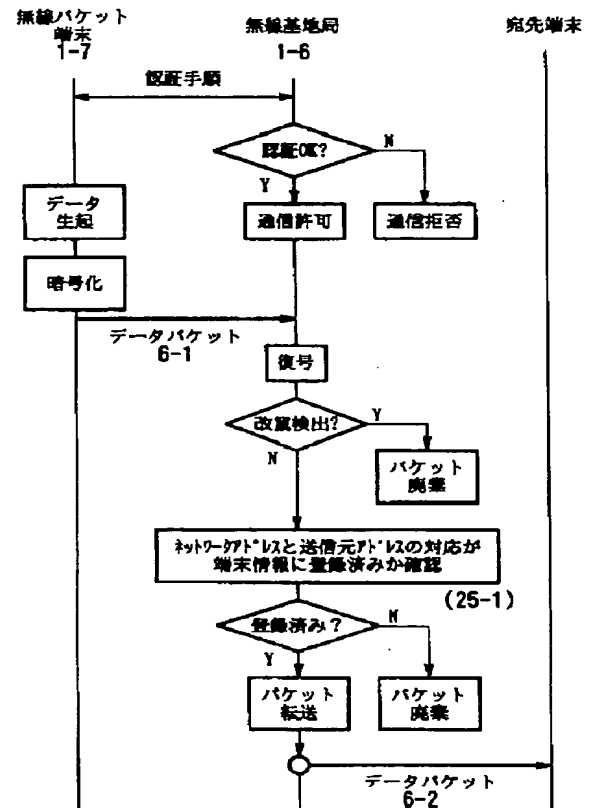 無線パケット
端末
1-7
無線基地局
1-6
宛先端末
認証手順
認証OK?
N
Y
データ
生起
通信許可
通信拒否
暗号化
データパケット
6-1
復号
改竄検出?
Y
N
パケット
廃棄
ﾈｯﾄﾜｰｸｱﾄﾞﾚｽと送信元ｱﾄﾞﾚｽの対応が
端末情報に登録済みか確認
(25-1)
登録済み?
N
Y
パケット
転送
パケット
廃棄
データパケット
6-2